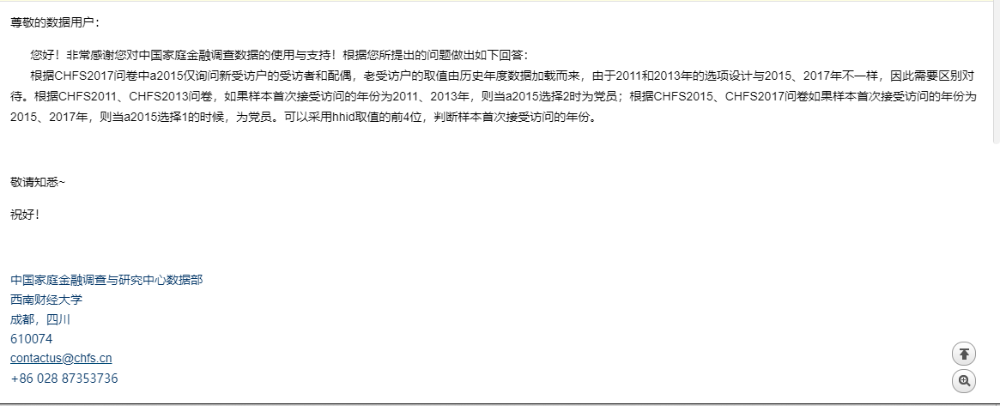 尊敬的数据用户：
您好！非常感谢您对中国家庭金融调查数据的使用与支持！根据您所提出的问题做出如下回答：
根据CHFS2017问卷中a2015仅询问新受访户的受访者和配偶，老受访户的取值由历史年度数据加载而来，由于2011和2013年的选项设计与2015、2017年不一样，因此需要区别对
待。根据CHFS2011、CHFS2013问卷，如果样本首次接受访问的年份为2011、2013年，则当a2015选择2时为党员；根据CHFS2015、CHFS2017问卷如果样本首次接受访问的年份为
2015、2017年，则当a2015选择1的时候，为党员。可以采用hhid取值的前4位，判断样本首次接受访问的年份。
敬请知悉~
祝好！
中国家庭金融调查与研究中心数据部
西南财经大学
成都，四川
610074
contactus@chfs.cn
+86 028 87353736